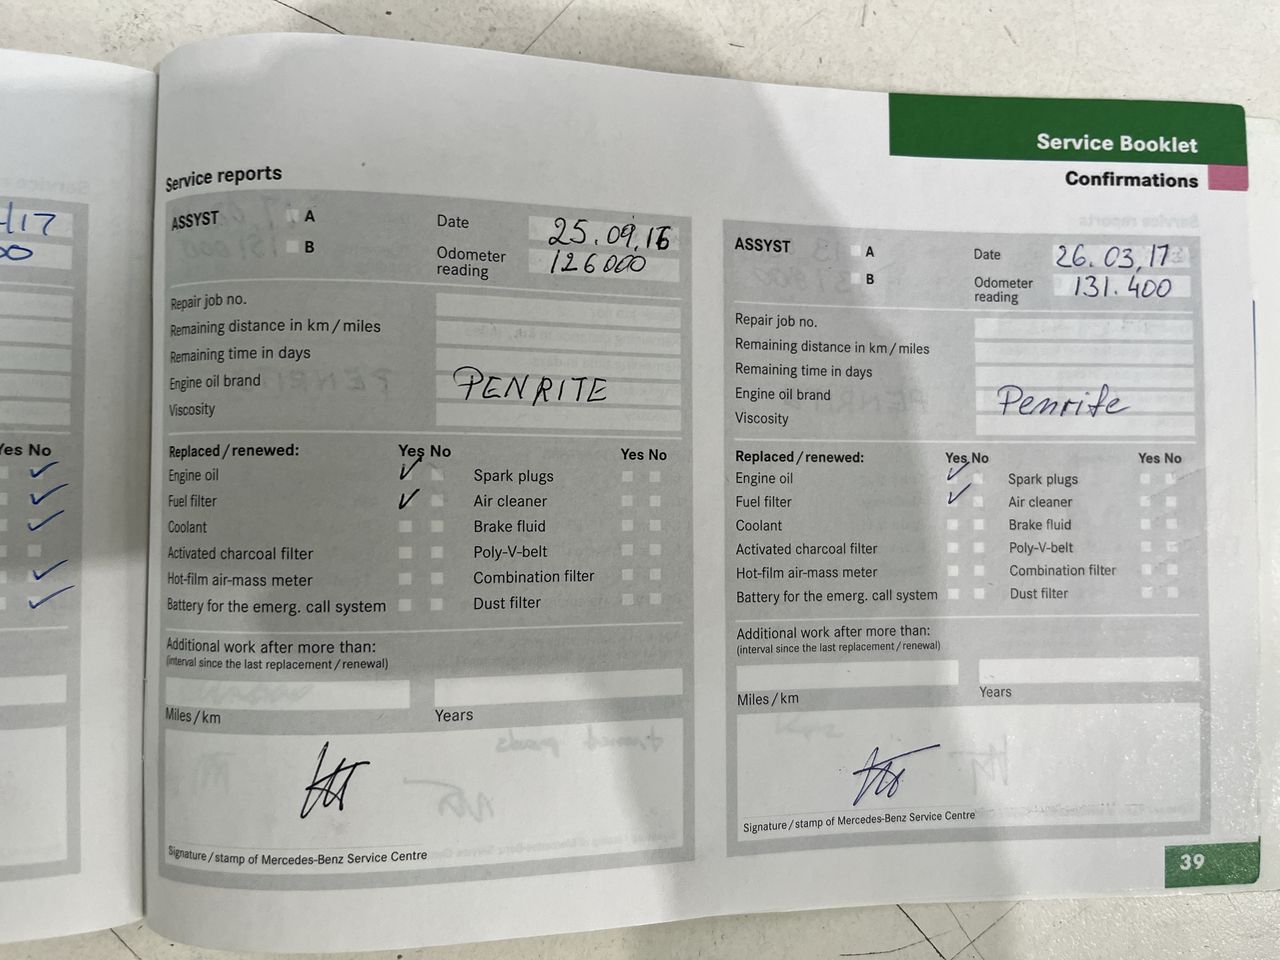 Service Booklet
Confirmations
Service reports
/17
Yes No
ASSYST A
B
Date 25.09.16
Odometer reading 126000
Repair job no.
Remaining distance in km / miles
Remaining time in days
Engine oil brand PENRITE
Viscosity
Replaced / renewed: Yes No Yes No
Engine oil ✓ Spark plugs
Fuel filter ✓ Air cleaner
Coolant Brake fluid
Activated charcoal filter Poly-V-belt
Hot-film air-mass meter Combination filter
Battery for the emerg. call system Dust filter
Additional work after more than:
(interval since the last replacement / renewal)
Miles / km Years
Signature / stamp of Mercedes-Benz Service Centre
ASSYST A
B
Date 26.03.17
Odometer reading 131.400
Repair job no.
Remaining distance in km / miles
Remaining time in days
Engine oil brand Penrite
Viscosity
Replaced / renewed: Yes No Yes No
Engine oil ✓ Spark plugs
Fuel filter ✓ Air cleaner
Coolant Brake fluid
Activated charcoal filter Poly-V-belt
Hot-film air-mass meter Combination filter
Battery for the emerg. call system Dust filter
Additional work after more than:
(interval since the last replacement / renewal)
Miles / km Years
Signature / stamp of Mercedes-Benz Service Centre
39